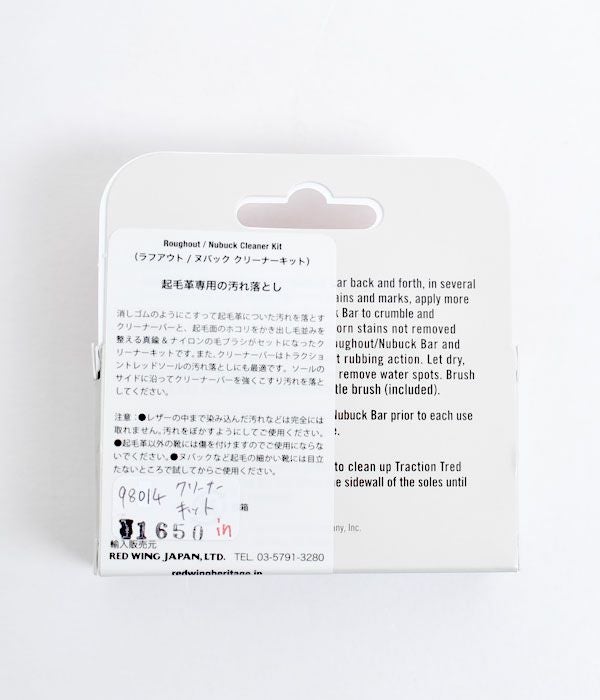 Roughout / Nubuck Cleaner Kit
（ラフアウト / ヌバック クリーナーキット）
起毛革専用の汚れ落とし
消しゴムのようにこすって起毛革についた汚れを落とす
クリーナーバーと、起毛面のホコリをかき出し毛並みを
整える真鍮&ナイロンの毛ブラシがセットになったク
リーナーキットです。また、クリーナーバーはトラクショ
ントレッドソールの汚れ落としにも最適です。ソールの
サイドに沿ってクリーナーバーを強くこすり汚れを落と
してください。
注意：●レザーの中まで染み込んだ汚れなどは完全には
取れません。汚れをぼかすようにしてご使用ください。
●起毛革以外の靴には傷を付けますのでご使用にならな
いでください。●ヌバックなど起毛の細かい靴には目立
たないところで試してからご使用ください。
98014 クリーナー
キット
箱
1650 in
輸入販売元
RED WING JAPAN, LTD. TEL. 03-5791-3280
redwingheritage.jp
ar back and forth, in several
ains and marks, apply more
k Bar to crumble and
orn stains not removed
oughout/Nubuck Bar and
t rubbing action. Let dry,
remove water spots. Brush
tle brush (included).
Nubuck Bar prior to each use
e.
to clean up Traction Tred
e sidewall of the soles until
any, Inc.